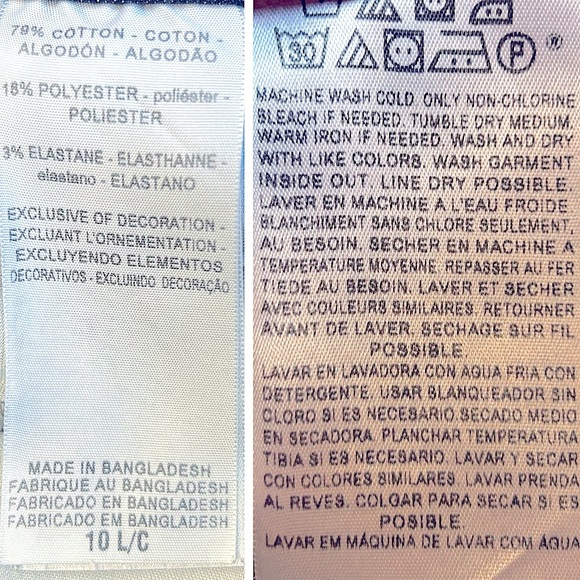 79% COTTON - COTON -
ALGODÓN - ALGODÃO
18% POLYESTER - poliéster -
POLIESTER
3% ELASTANE - ELASTHANNE -
elastano - ELASTANO
EXCLUSIVE OF DECORATION -
EXCLUANT L'ORNEMENTATION -
EXCLUYENDO ELEMENTOS
DECORATIVOS - EXCLUINDO DECORAÇÃO
MADE IN BANGLADESH
FABRIQUE AU BANGLADESH
FABRICADO EN BANGLADESH
FABRICADO EM BANGLADESH
10 L/C
30 P ®
MACHINE WASH COLD. ONLY NON-CHLORINE
BLEACH IF NEEDED. TUMBLE DRY MEDIUM.
WARM IRON IF NEEDED. WASH AND DRY
WITH LIKE COLORS. WASH GARMENT
INSIDE OUT. LINE DRY POSSIBLE.
LAVER EN MACHINE A L'EAU FROIDE
BLANCHIMENT SANS CHLORE SEULEMENT,
AU BESOIN. SECHER EN MACHINE A
TEMPERATURE MOYENNE. REPASSER AU FER
TIEDE AU BESOIN. LAVER ET SECHER
AVEC COULEURS SIMILAIRES. RETOURNER
AVANT DE LAVER. SECHAGE SUR FIL
POSSIBLE.
LAVAR EN LAVADORA CON AQUA FRIA CON
DETERGENTE. USAR BLANQUEADOR SIN
CLORO SI ES NECESARIO SECADO MEDIO
EN SECADORA. PLANCHAR TEMPERATURA
TIBIA SI ES NECESARIO. LAVAR Y SECAR
CON COLORES SIMILARES. LAVAR PRENDA
AL REVES. COLGAR PARA SECAR SI ES
POSIBLE.
LAVAR EM MÁQUINA DE LAVAR COM ÁGUA